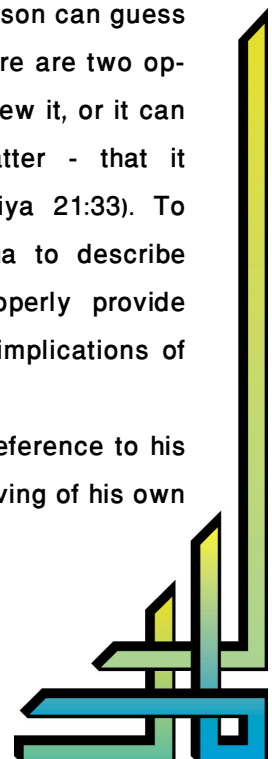 son can guess
re are two op-
ew it, or it can
tter - that it
iya 21:33). To
a to describe
operly provide
implications of
eference to his
ving of his own